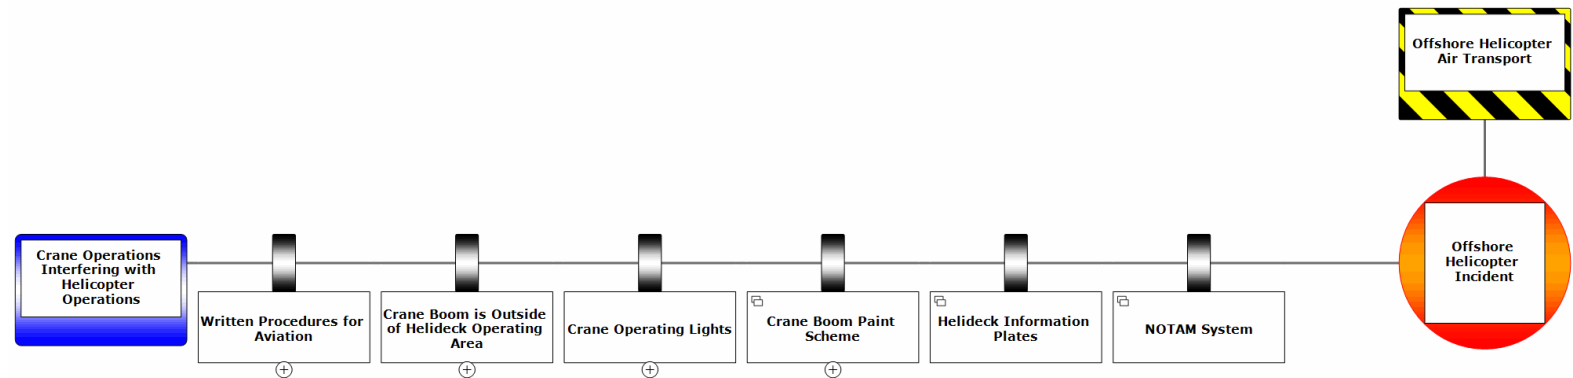 Offshore Helicopter
Air Transport
Crane Operations
Interfering with
Helicopter
Operations
Written Procedures for
Aviation
Crane Boom is Outside
of Helideck Operating
Area
Crane Operating Lights
Crane Boom Paint
Scheme
Helideck Information
Plates
NOTAM System
Offshore
Helicopter
Incident